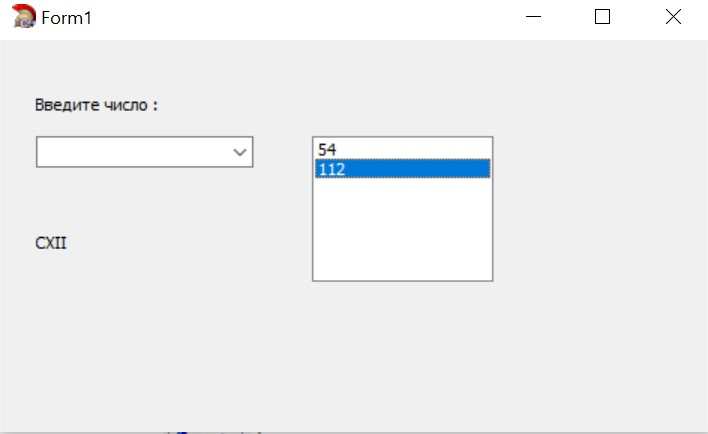 Form1
Введите число :
54
112
CXII